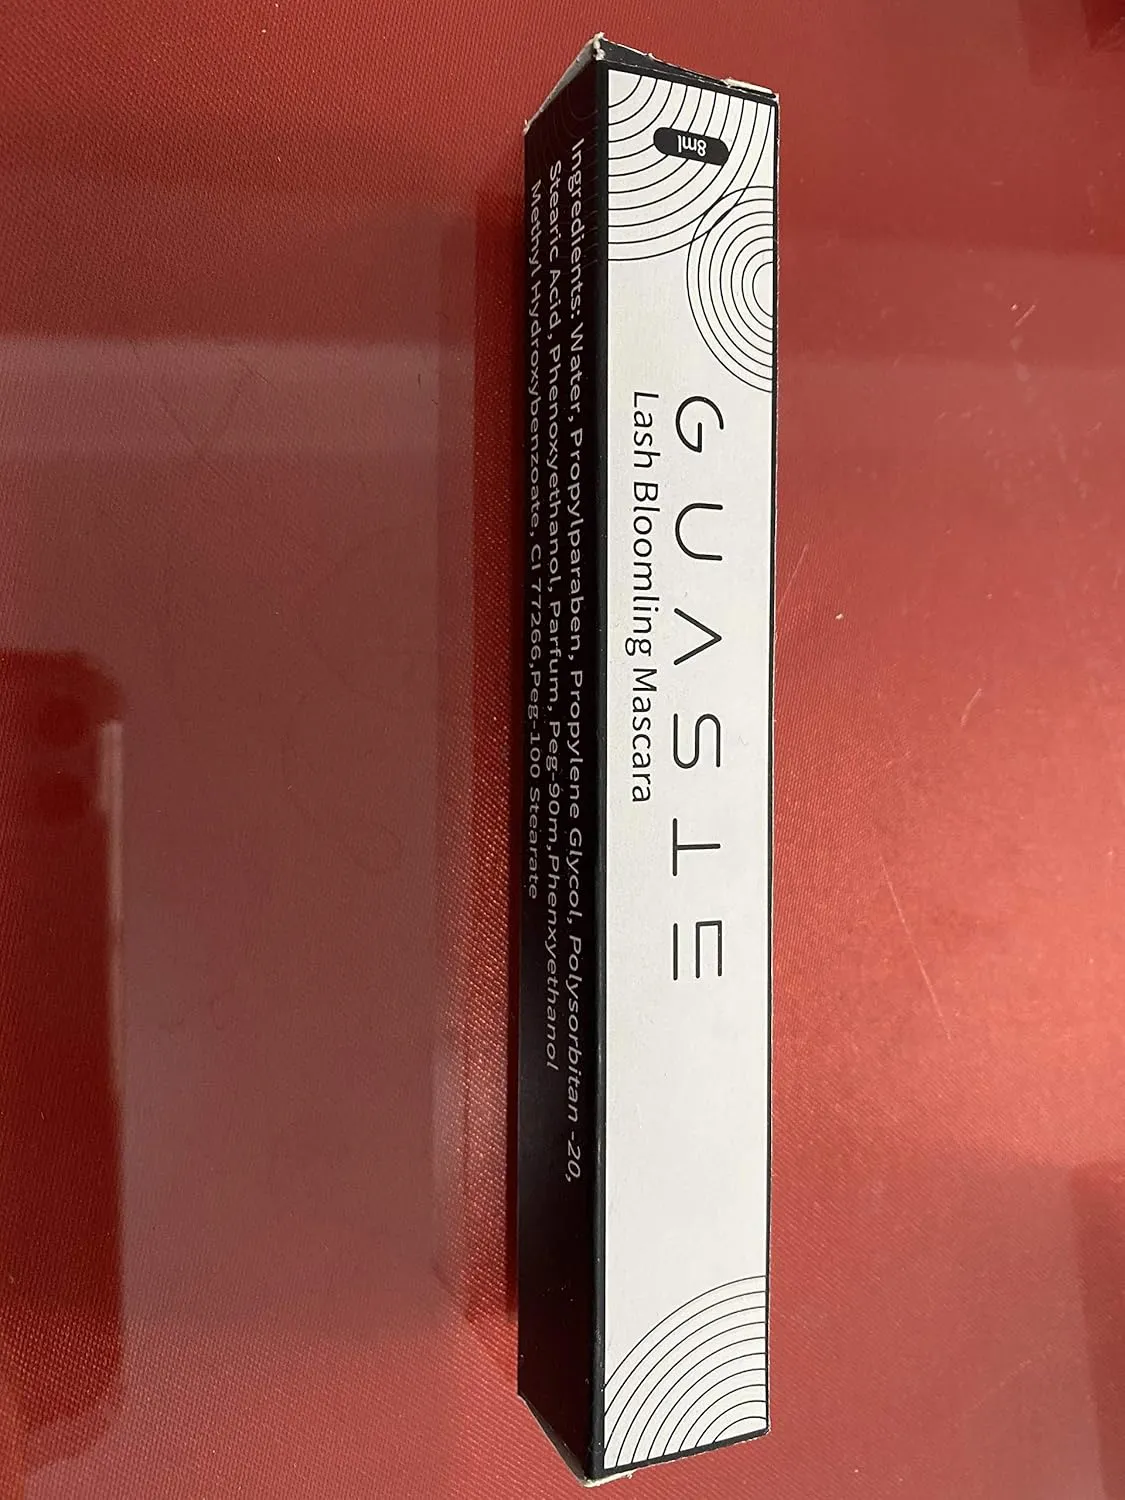 8ml
GUASTE
Lash Bloomling Mascara
Ingredients: Water, Propylparaben, Propylene Glycol, Polysorbitan -20,
Stearic Acid, Phenoxyethanol, Parfum, Peg-90m,Phenxyethanol
Methyl Hydroxybenzoate, CI 77266,Peg-100 Stearate